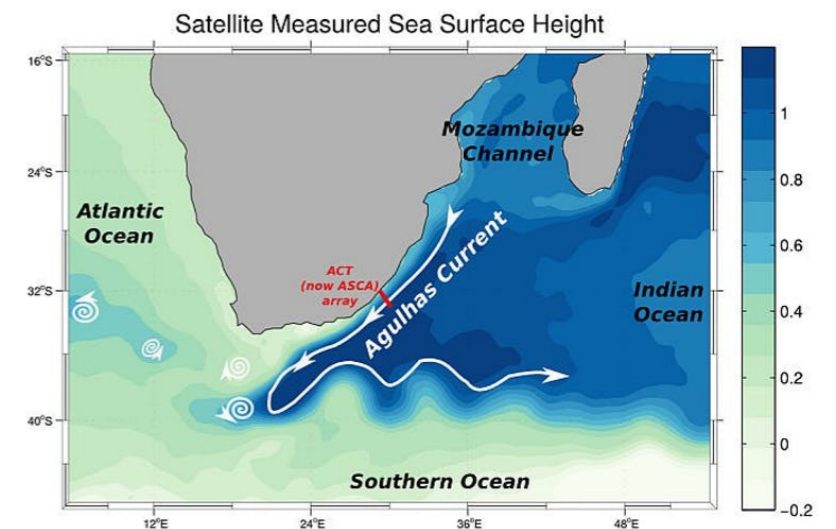 Satellite Measured Sea Surface Height
16°S
24°S
32°S
40°S
12°E
24°E
36°E
48°E
Mozambique
Channel
Atlantic
Ocean
ACT
(now ASCA)
array
Agulhas Current
Indian
Ocean
Southern Ocean
1
0.8
0.6
0.4
0.2
0
−0.2